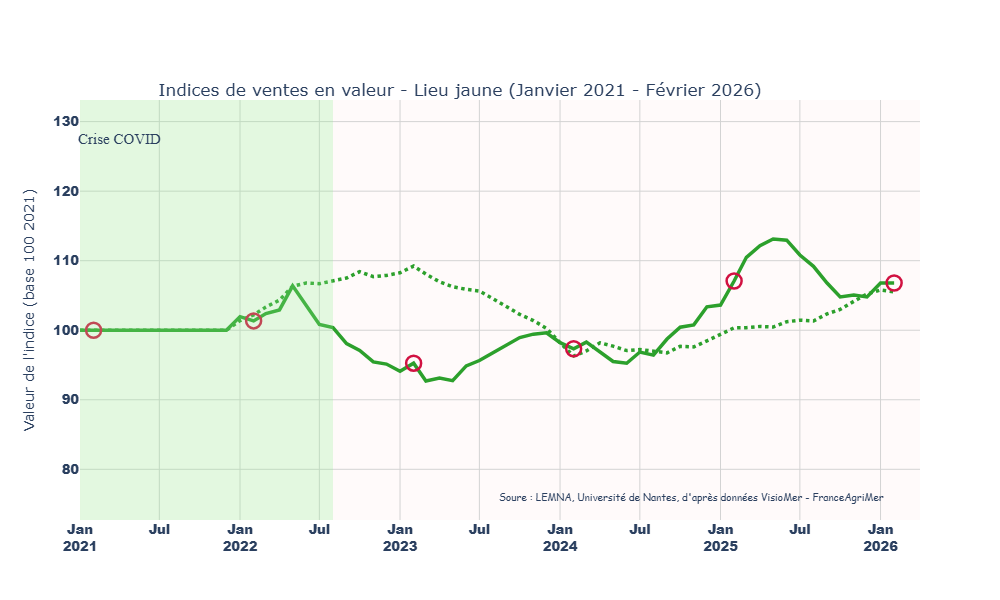 Indices de ventes en valeur - Lieu jaune (Janvier 2021 - Février 2026)
130
Crise COVID
120
110
100
90
80
Valeur de l'indice (base 100 2021)
Soure : LEMNA, Université de Nantes, d'après données VisioMer - FranceAgriMer
Jan Jul Jan Jul Jan Jul Jan Jul Jan Jul Jan
2021 2022 2023 2024 2025 2026